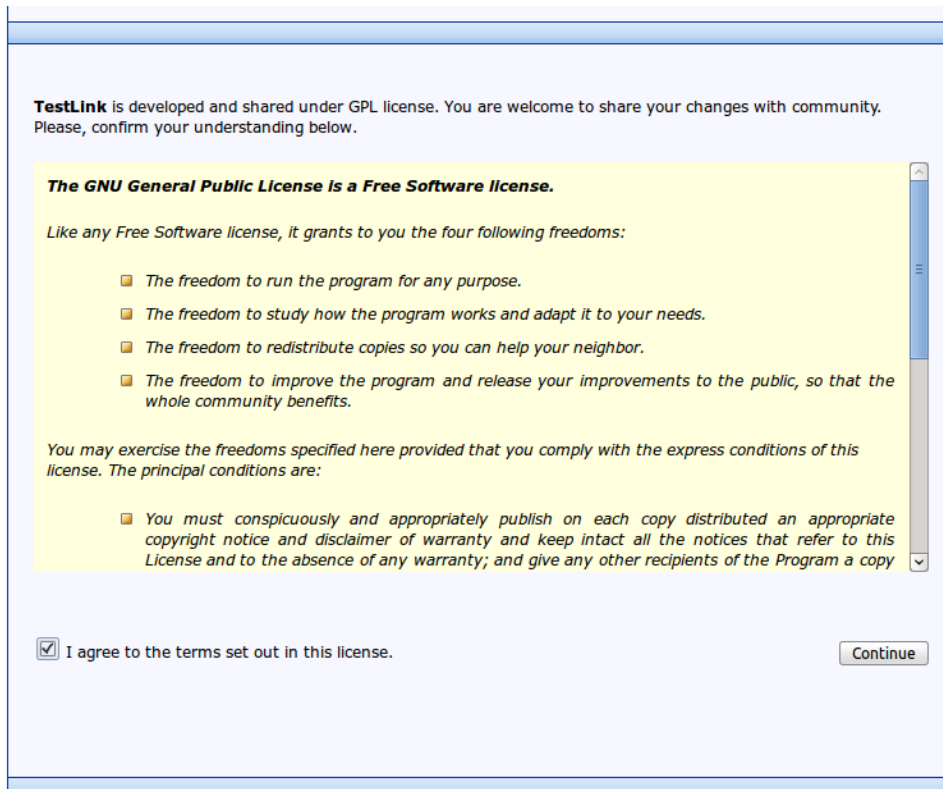 TestLink is developed and shared under GPL license. You are welcome to share your changes with community.
Please, confirm your understanding below.
The GNU General Public License is a Free Software license.
Like any Free Software license, it grants to you the four following freedoms:
The freedom to run the program for any purpose.
The freedom to study how the program works and adapt it to your needs.
The freedom to redistribute copies so you can help your neighbor.
The freedom to improve the program and release your improvements to the public, so that the
whole community benefits.
You may exercise the freedoms specified here provided that you comply with the express conditions of this
license. The principal conditions are:
You must conspicuously and appropriately publish on each copy distributed an appropriate
copyright notice and disclaimer of warranty and keep intact all the notices that refer to this
License and to the absence of any warranty; and give any other recipients of the Program a copy
I agree to the terms set out in this license.
Continue